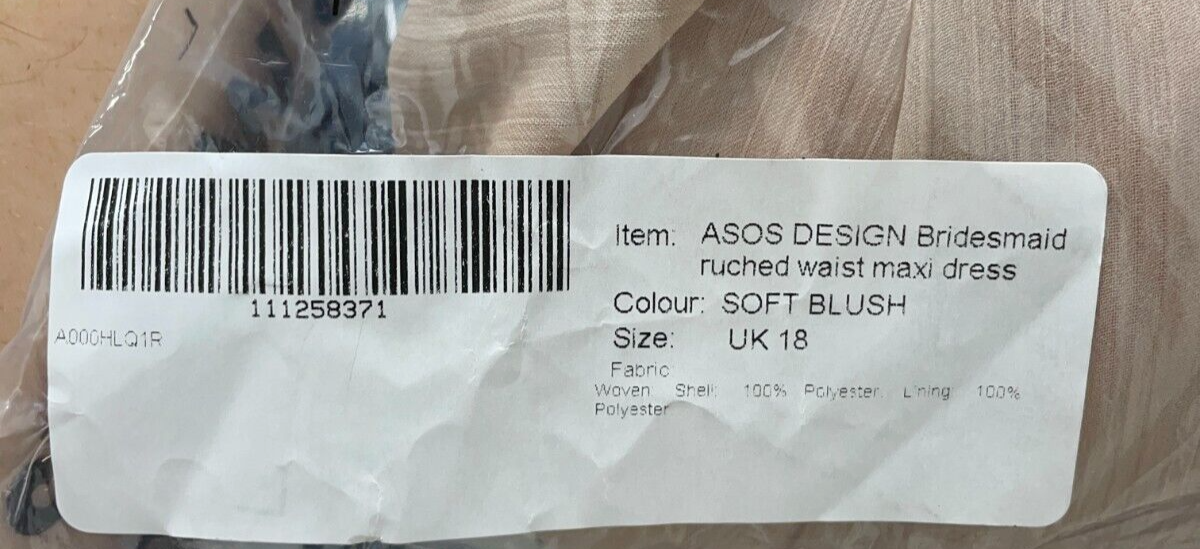 111258371
A000HLQ1R
Item: ASOS DESIGN Bridesmaid
ruched waist maxi dress
Colour: SOFT BLUSH
Size: UK 18
Fabric
Woven Shell: 100% Polyester. Lining 100%
Polyester